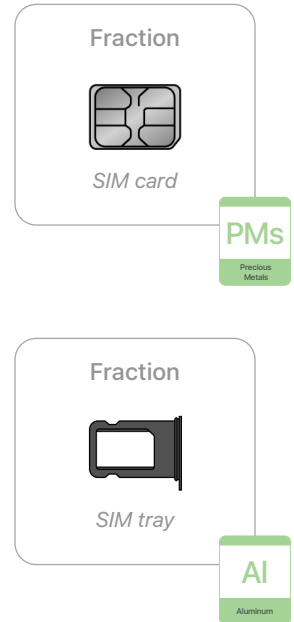 Fraction
SIM card
PMs
Precious
Metals
Fraction
SIM tray
Al
Aluminum